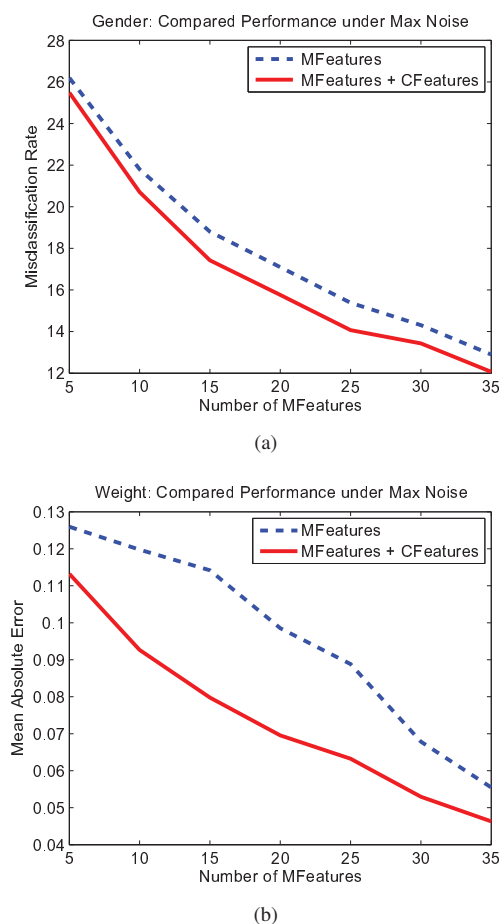 Gender: Compared Performance under Max Noise
28
26
24
22
20
18
16
14
12
Misclassification Rate
MFeatures
MFeatures + CFeatures
5 10 15 20 25 30 35
Number of MFeatures
(a)
Weight: Compared Performance under Max Noise
0.13
0.12
0.11
0.1
0.09
0.08
0.07
0.06
0.05
0.04
Mean Absolute Error
MFeatures
MFeatures + CFeatures
5 10 15 20 25 30 35
Number of MFeatures
(b)